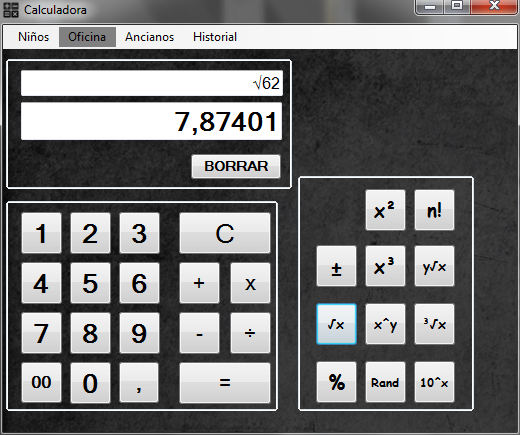 Calculadora
Niños Oficina Ancianos Historial
√62
7,87401
BORRAR
1 2 3 C
4 5 6 + x
7 8 9 - ÷
00 0 , =
x² n!
± x³ y√x
√x x^y ³√x
% Rand 10^x